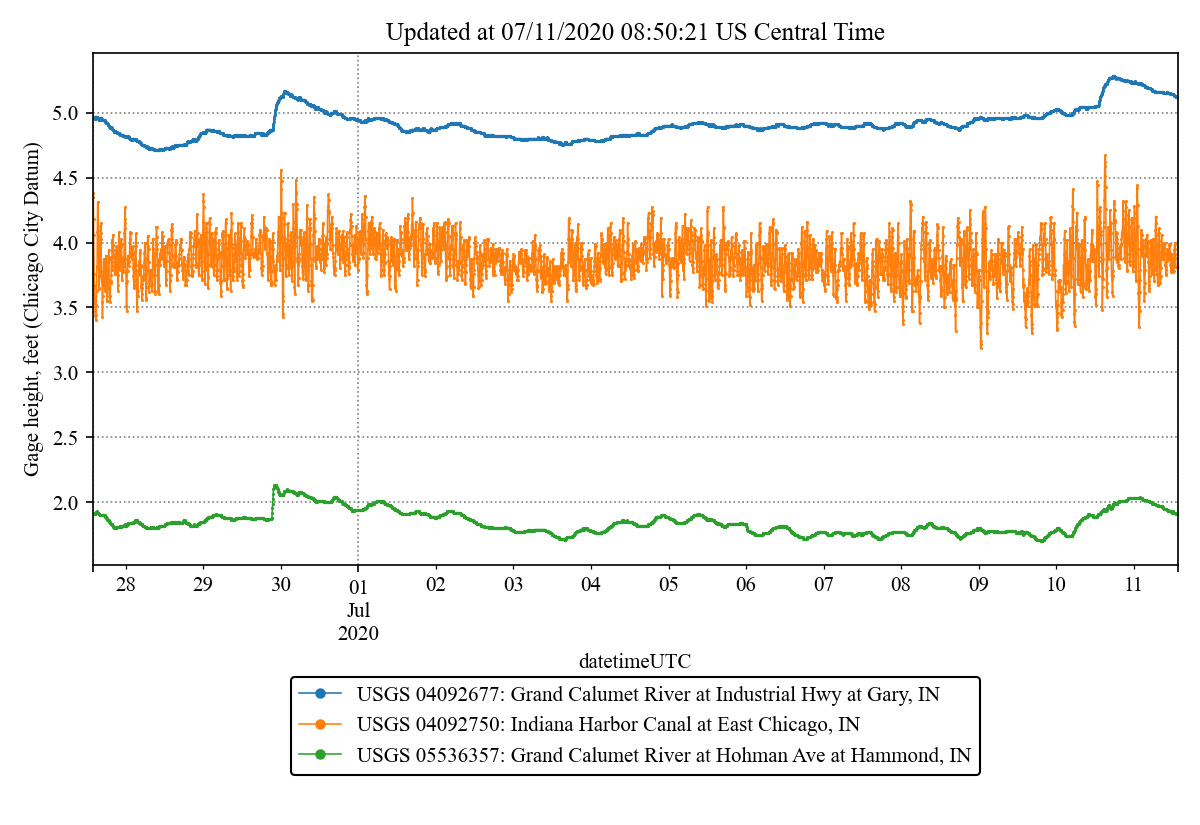 Updated at 07/11/2020 08:50:21 US Central Time
Gage height, feet (Chicago City Datum)
5.0
4.5
4.0
3.5
3.0
2.5
2.0
28 29 30 01 02 03 04 05 06 07 08 09 10 11
Jul
2020
datetimeUTC
USGS 04092677: Grand Calumet River at Industrial Hwy at Gary, IN
USGS 04092750: Indiana Harbor Canal at East Chicago, IN
USGS 05536357: Grand Calumet River at Hohman Ave at Hammond, IN